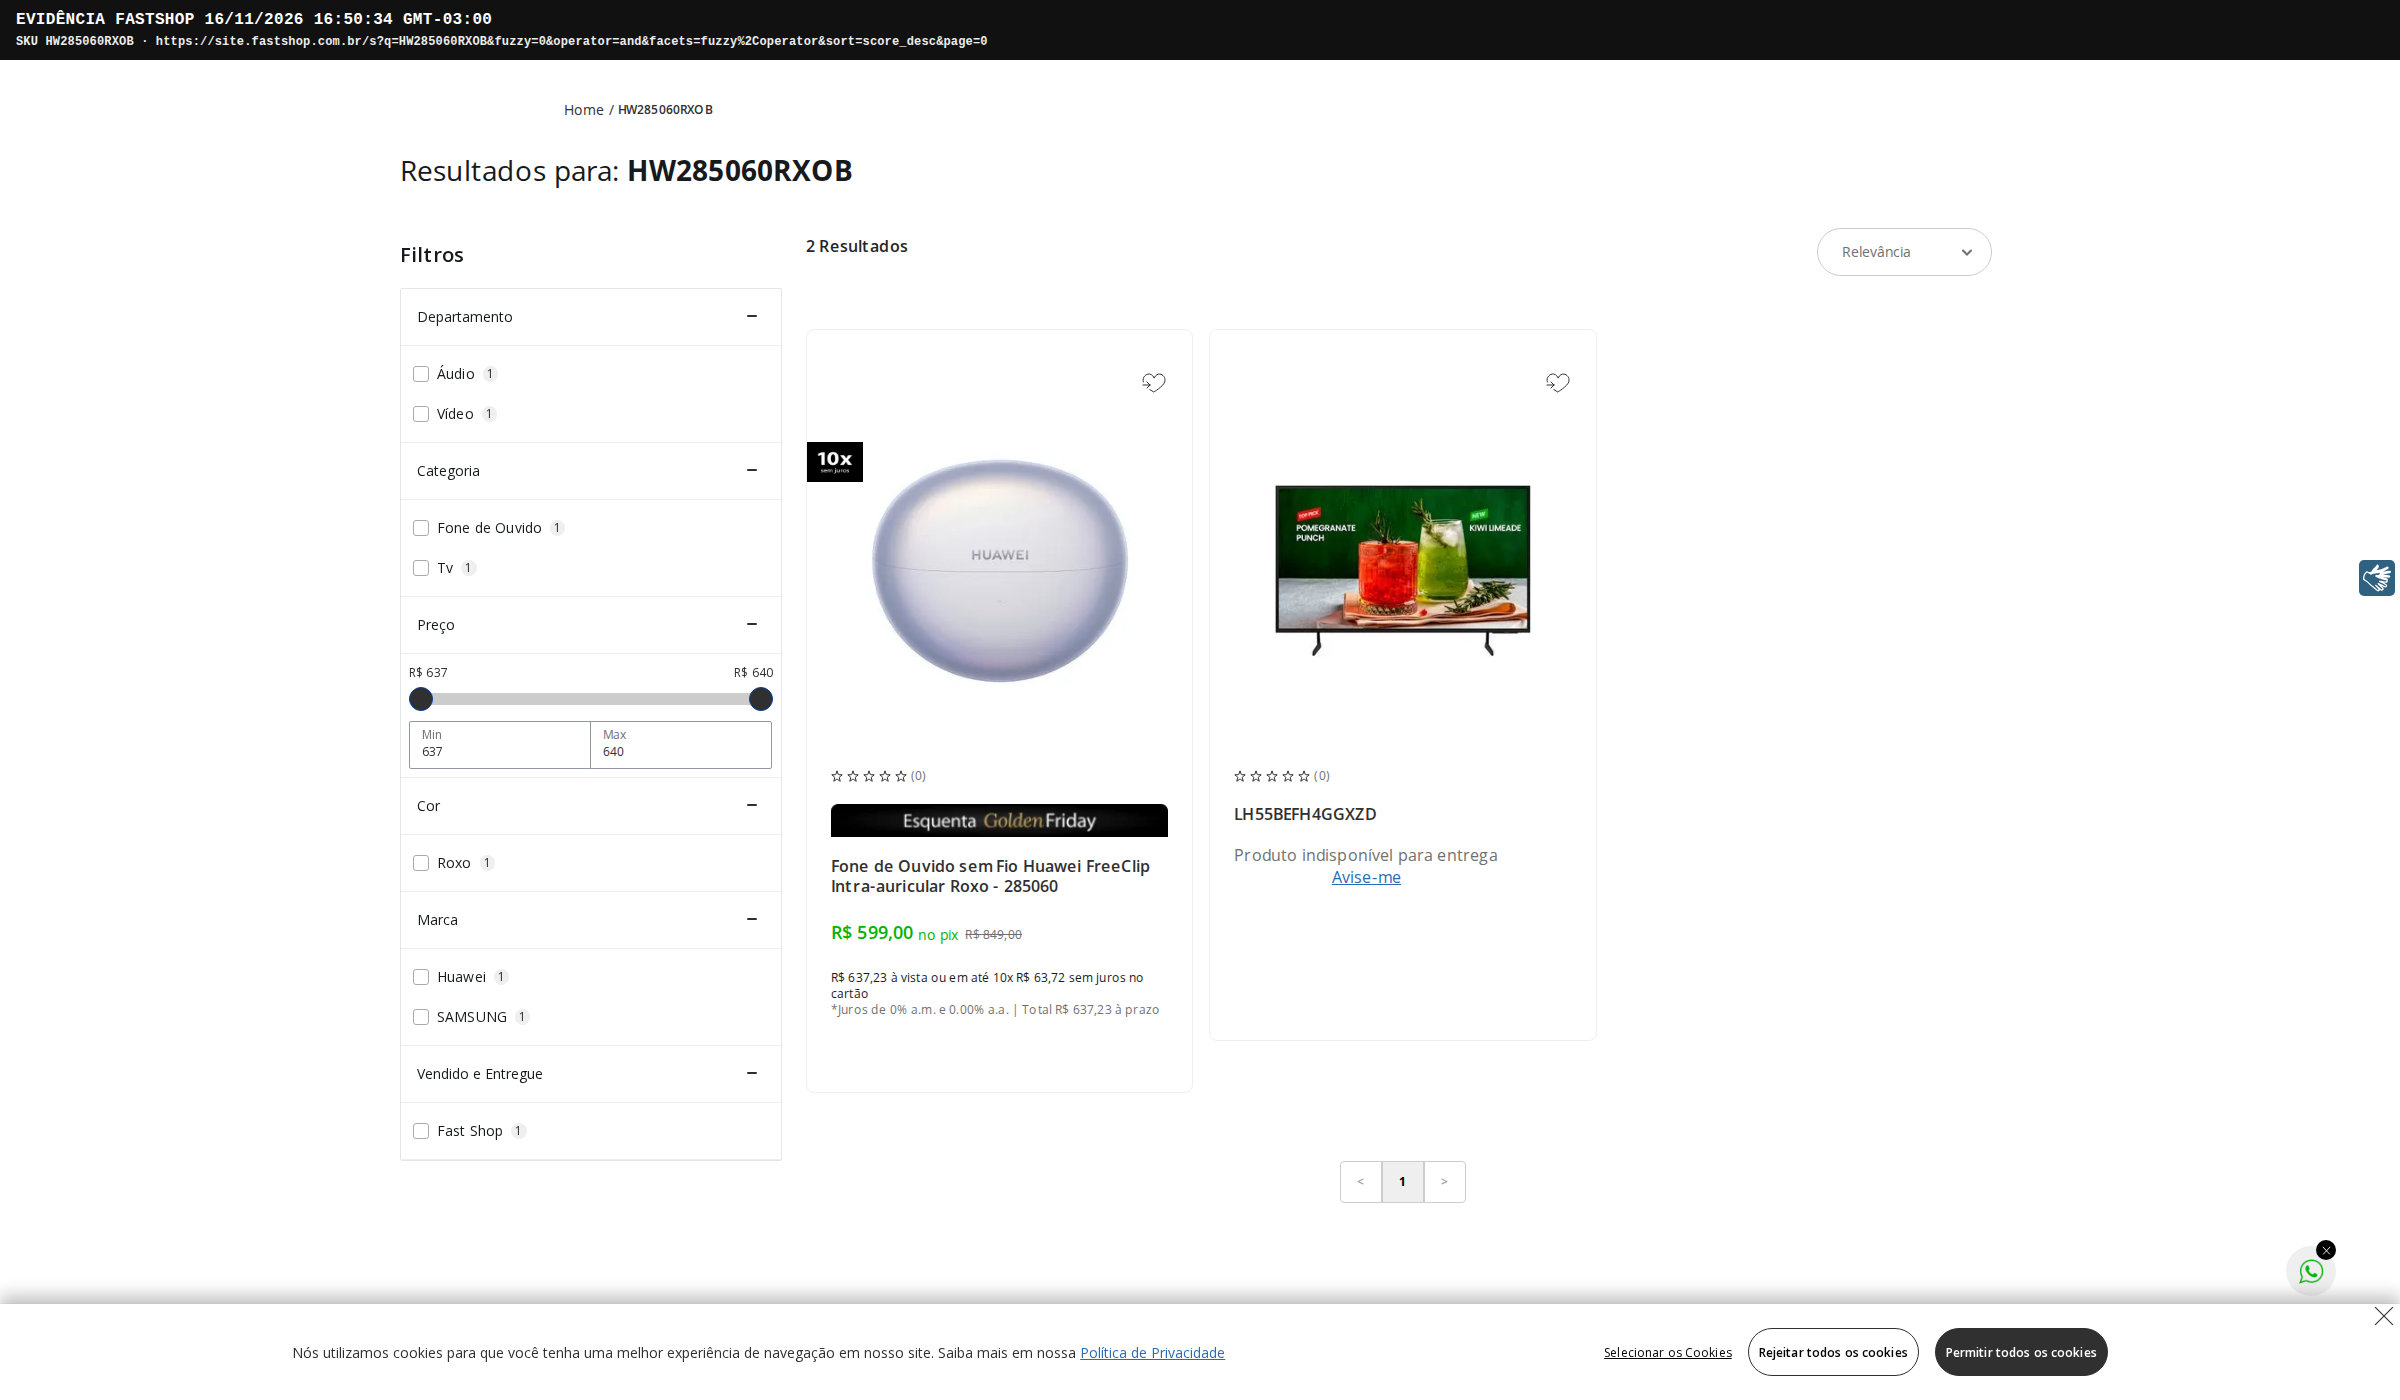 EVIDÊNCIA FASTSHOP 16/11/2026 16:50:34 GMT-03:00
SKU HW285060RXOB · https://site.fastshop.com.br/s?q=HW285060RXOB&fuzzy=0&operator=and&facets=fuzzy%2Coperator&sort=score_desc&page=0
Home / HW285060RXOB
Resultados para: HW285060RXOB
Filtros
2 Resultados
Relevância
Departamento
Áudio 1
Vídeo 1
Categoria
Fone de Ouvido 1
Tv 1
Preço
R$ 637
R$ 640
Min
637
Max
640
Cor
Roxo 1
Marca
Huawei 1
SAMSUNG 1
Vendido e Entregue
Fast Shop 1
10x
sem juros
HUAWEI
(0)
Esquenta Golden Friday
Fone de Ouvido sem Fio Huawei FreeClip
Intra-auricular Roxo - 285060
R$ 599,00 no pix R$ 849,00
R$ 637,23 à vista ou em até 10x R$ 63,72 sem juros no
cartão
*Juros de 0% a.m. e 0.00% a.a. | Total R$ 637,23 à prazo
TOP PICK
POMEGRANATE
PUNCH
NEW
KIWI LIMEADE
(0)
LH55BEFH4GGXZD
Produto indisponível para entrega
Avise-me
< 1 >
Nós utilizamos cookies para que você tenha uma melhor experiência de navegação em nosso site. Saiba mais em nossa Política de Privacidade
Selecionar os Cookies
Rejeitar todos os cookies
Permitir todos os cookies